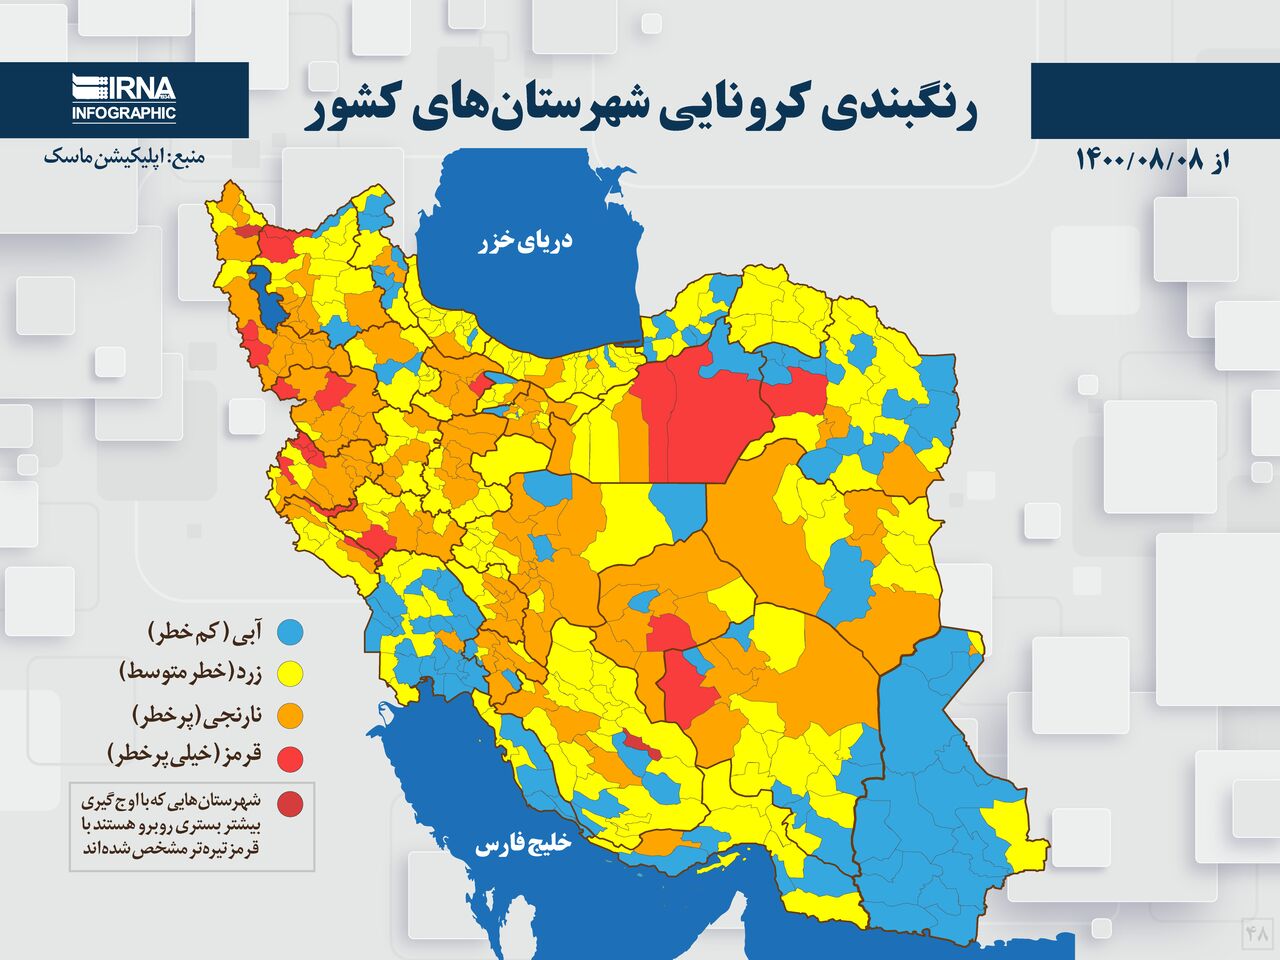 رنگبندی کرونایی شهرستان‌های کشور
IRNA
INFOGRAPHIC
منبع: اپلیکیشن ماسک
از ۱۴۰۰/۰۸/۰۸
دریای خزر
آبی (کم خطر)
زرد (خطر متوسط)
نارنجی (پرخطر)
قرمز (خیلی پرخطر)
شهرستان‌هایی که با اوج گیری
بیشتر بستری روبرو هستند با
قرمز تیره‌تر مشخص شده‌اند
خلیج فارس
۴۸